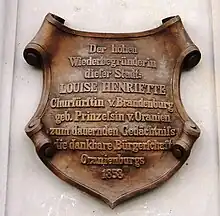 Der hohen
Wiederbegründerin
dieser Stadt
LOUISE HENRIETTE
Churfürstin v. Brandenburg
geb. Prinzessin v. Oranien
zum dauernden Gedächtniss
die dankbare Bürgerschaft
Oranienburgs
1858